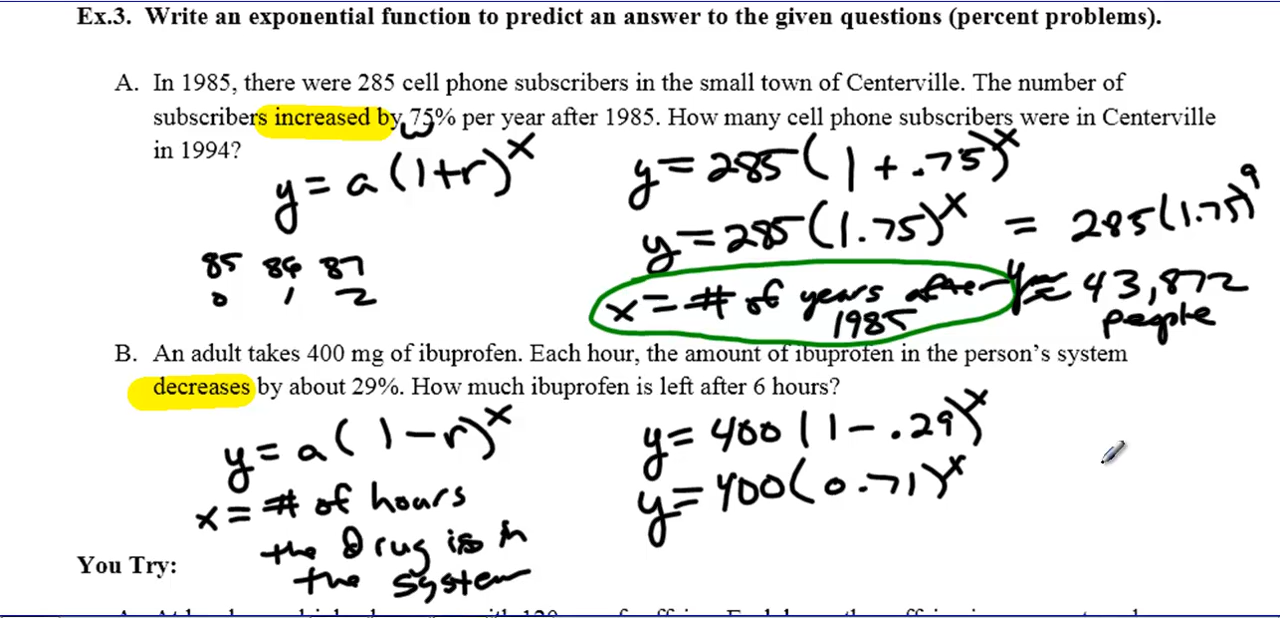 Ex.3. Write an exponential function to predict an answer to the given questions (percent problems).
A. In 1985, there were 285 cell phone subscribers in the small town of Centerville. The number of
subscribers increased by 75% per year after 1985. How many cell phone subscribers were in Centerville
in 1994?
y = a(1+r)^x
85 86 87
0 1 2
y = 285(1 + .75)^x
y = 285(1.75)^x = 285(1.75)^9
x = # of years after
1985
y ≈ 43,872
people
B. An adult takes 400 mg of ibuprofen. Each hour, the amount of ibuprofen in the person's system
decreases by about 29%. How much ibuprofen is left after 6 hours?
y = a(1-r)^x
x = # of hours
the drug is in
the system
y = 400(1 - .29)^x
y = 400(0.71)^x
You Try: